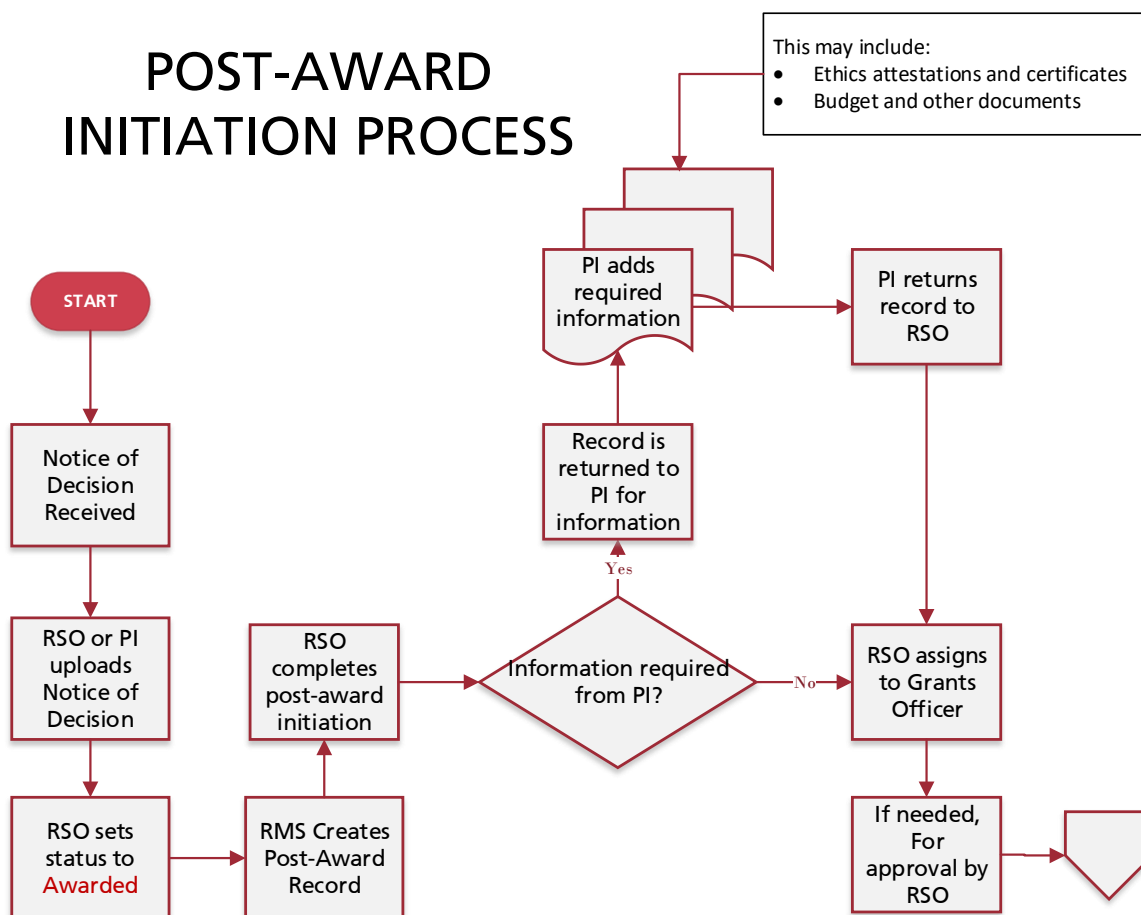 POST-AWARD
INITIATION PROCESS
This may include:
• Ethics attestations and certificates
• Budget and other documents
START
Notice of
Decision
Received
RSO or PI
uploads
Notice of
Decision
RSO sets
status to
Awarded
RMS Creates
Post-Award
Record
RSO
completes
post-award
initiation
Information required
from PI?
Yes
Record is
returned to
PI for
information
PI adds
required
information
PI returns
record to
RSO
No
RSO assigns
to Grants
Officer
If needed,
For
approval by
RSO